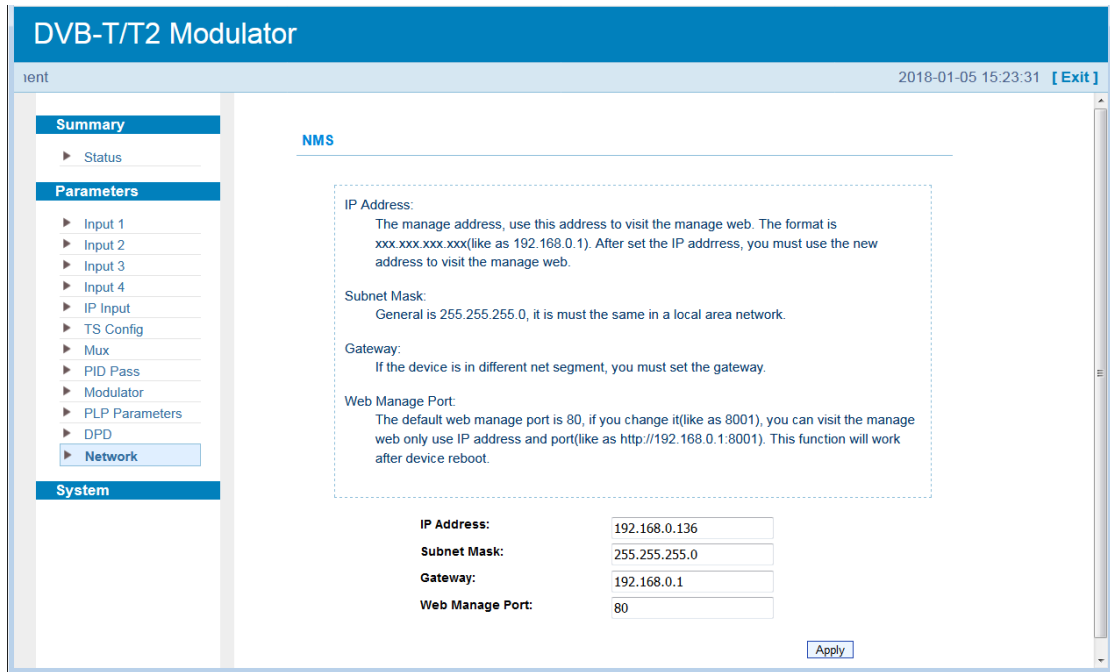 DVB-T/T2 Modulator
nent
2018-01-05 15:23:31 [ Exit ]
Summary
Status
Parameters
Input 1
Input 2
Input 3
Input 4
IP Input
TS Config
Mux
PID Pass
Modulator
PLP Parameters
DPD
Network
System
NMS
IP Address:
The manage address, use this address to visit the manage web. The format is
xxx.xxx.xxx.xxx(like as 192.168.0.1). After set the IP addrress, you must use the new
address to visit the manage web.
Subnet Mask:
General is 255.255.255.0, it is must the same in a local area network.
Gateway:
If the device is in different net segment, you must set the gateway.
Web Manage Port:
The default web manage port is 80, if you change it(like as 8001), you can visit the manage
web only use IP address and port(like as http://192.168.0.1:8001). This function will work
after device reboot.
IP Address: 192.168.0.136
Subnet Mask: 255.255.255.0
Gateway: 192.168.0.1
Web Manage Port: 80
Apply